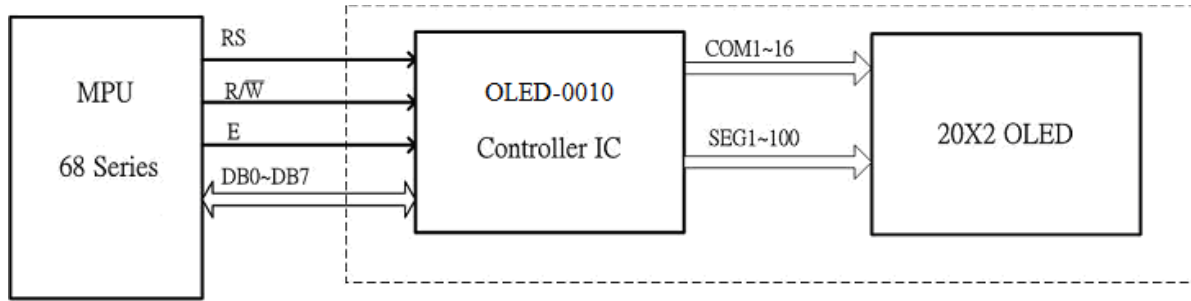 MPU
68 Series
RS
R/W̅
E
DB0~DB7
OLED-0010
Controller IC
COM1~16
SEG1~100
20X2 OLED